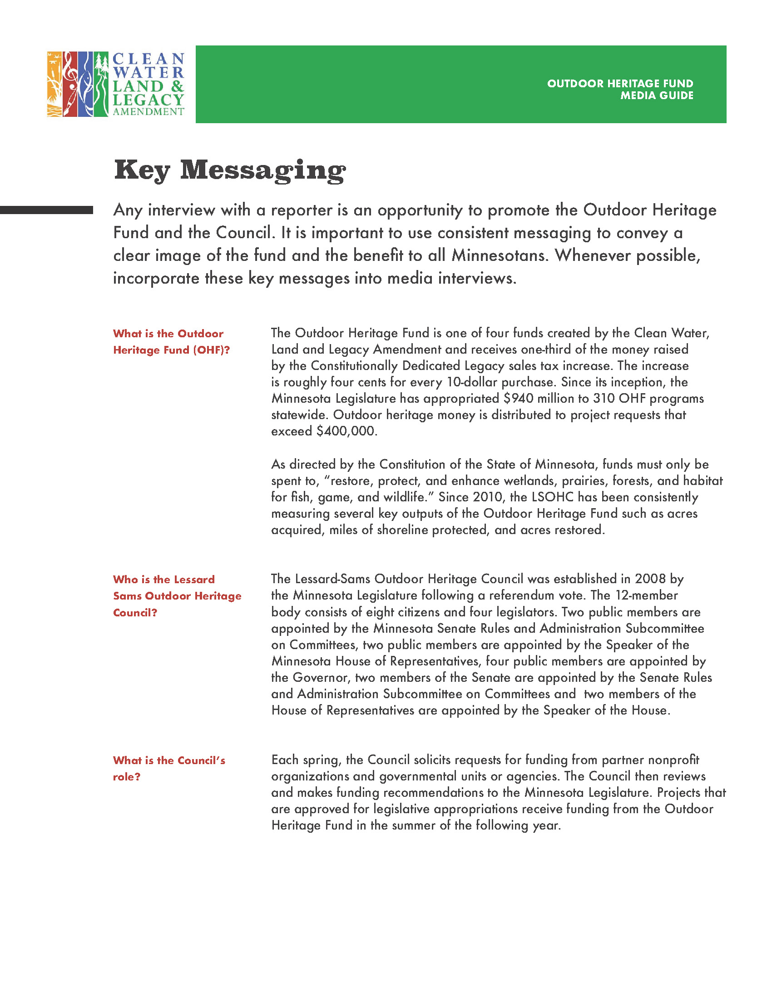 CLEAN
WATER
LAND &
LEGACY
AMENDMENT
OUTDOOR HERITAGE FUND
MEDIA GUIDE
Key Messaging
Any interview with a reporter is an opportunity to promote the Outdoor Heritage
Fund and the Council. It is important to use consistent messaging to convey a
clear image of the fund and the benefit to all Minnesotans. Whenever possible,
incorporate these key messages into media interviews.
What is the Outdoor
Heritage Fund (OHF)?
The Outdoor Heritage Fund is one of four funds created by the Clean Water,
Land and Legacy Amendment and receives one-third of the money raised
by the Constitutionally Dedicated Legacy sales tax increase. The increase
is roughly four cents for every 10-dollar purchase. Since its inception, the
Minnesota Legislature has appropriated $940 million to 310 OHF programs
statewide. Outdoor heritage money is distributed to project requests that
exceed $400,000.
As directed by the Constitution of the State of Minnesota, funds must only be
spent to, “restore, protect, and enhance wetlands, prairies, forests, and habitat
for fish, game, and wildlife.” Since 2010, the LSOHC has been consistently
measuring several key outputs of the Outdoor Heritage Fund such as acres
acquired, miles of shoreline protected, and acres restored.
Who is the Lessard
Sams Outdoor Heritage
Council?
The Lessard-Sams Outdoor Heritage Council was established in 2008 by
the Minnesota Legislature following a referendum vote. The 12-member
body consists of eight citizens and four legislators. Two public members are
appointed by the Minnesota Senate Rules and Administration Subcommittee
on Committees, two public members are appointed by the Speaker of the
Minnesota House of Representatives, four public members are appointed by
the Governor, two members of the Senate are appointed by the Senate Rules
and Administration Subcommittee on Committees and  two members of the
House of Representatives are appointed by the Speaker of the House.
What is the Council’s
role?
Each spring, the Council solicits requests for funding from partner nonprofit
organizations and governmental units or agencies. The Council then reviews
and makes funding recommendations to the Minnesota Legislature. Projects that
are approved for legislative appropriations receive funding from the Outdoor
Heritage Fund in the summer of the following year.